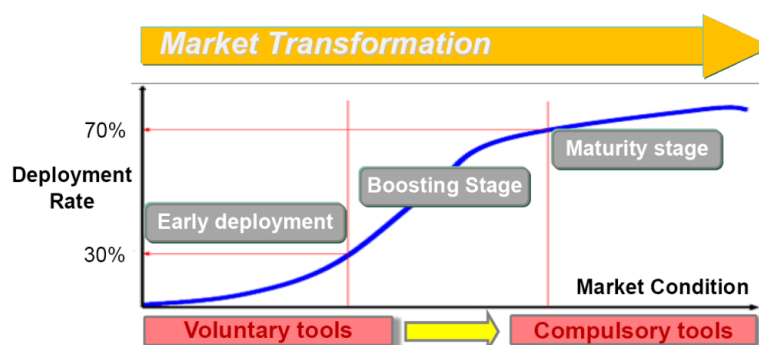 Market Transformation
70%
Deployment
Rate
30%
Early deployment
Boosting Stage
Maturity stage
Market Condition
Voluntary tools
Compulsory tools